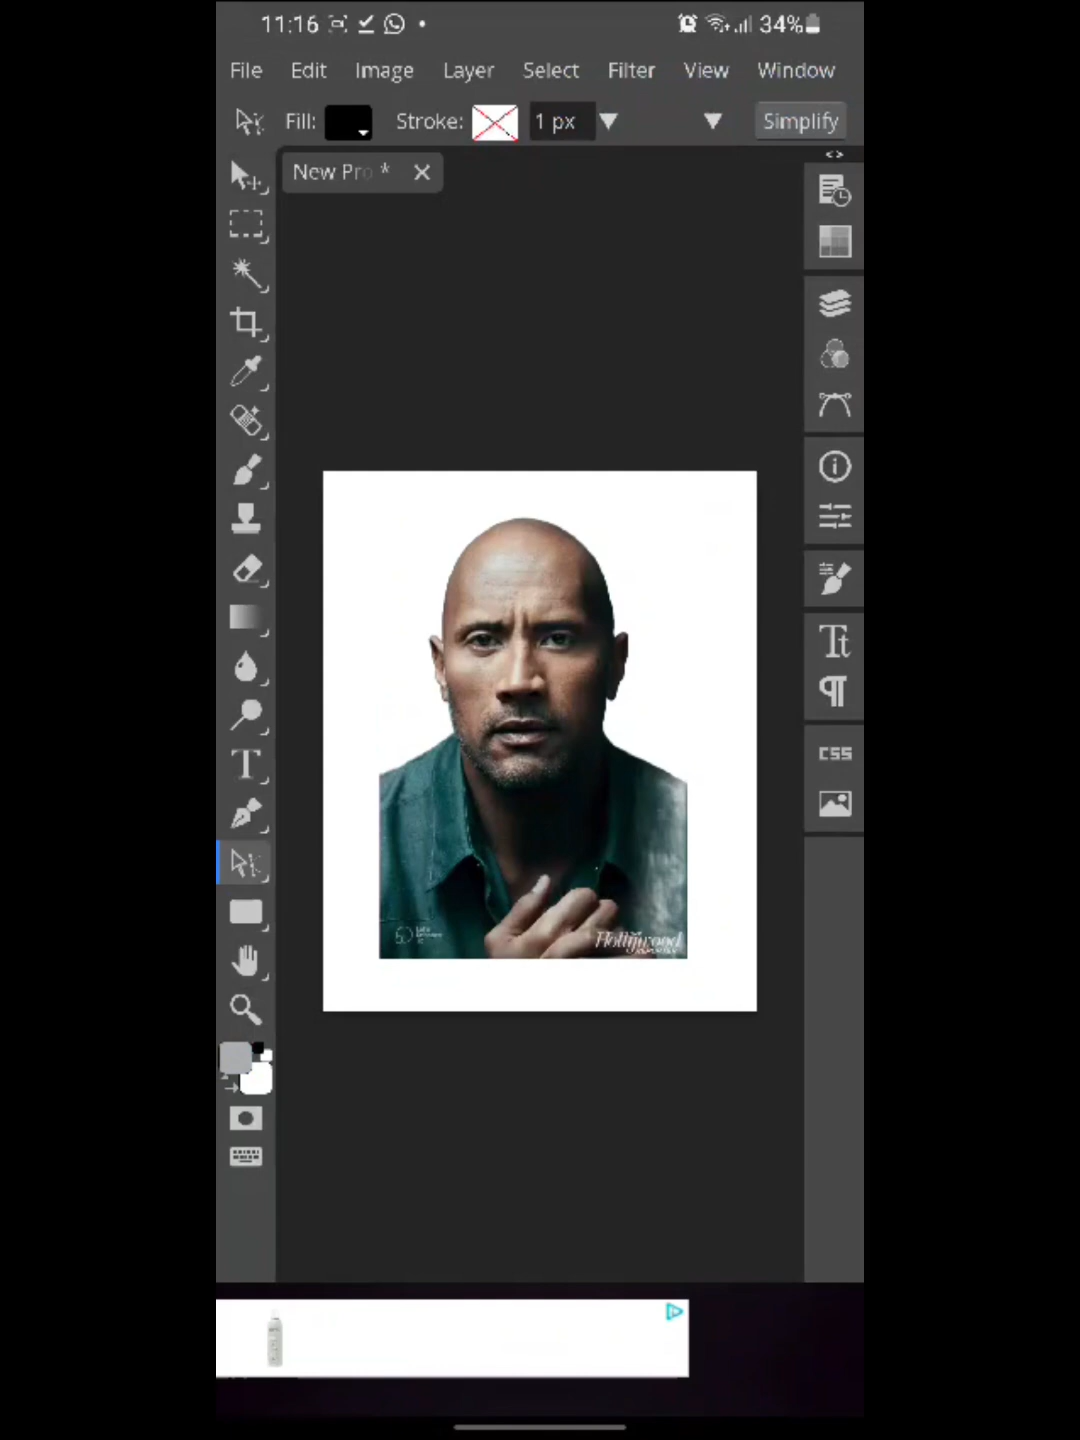 11:16 34%
File Edit Image Layer Select Filter View Window
Fill: Stroke: 1 px Simplify
New Pro *
Tt
CSS
Hollywood